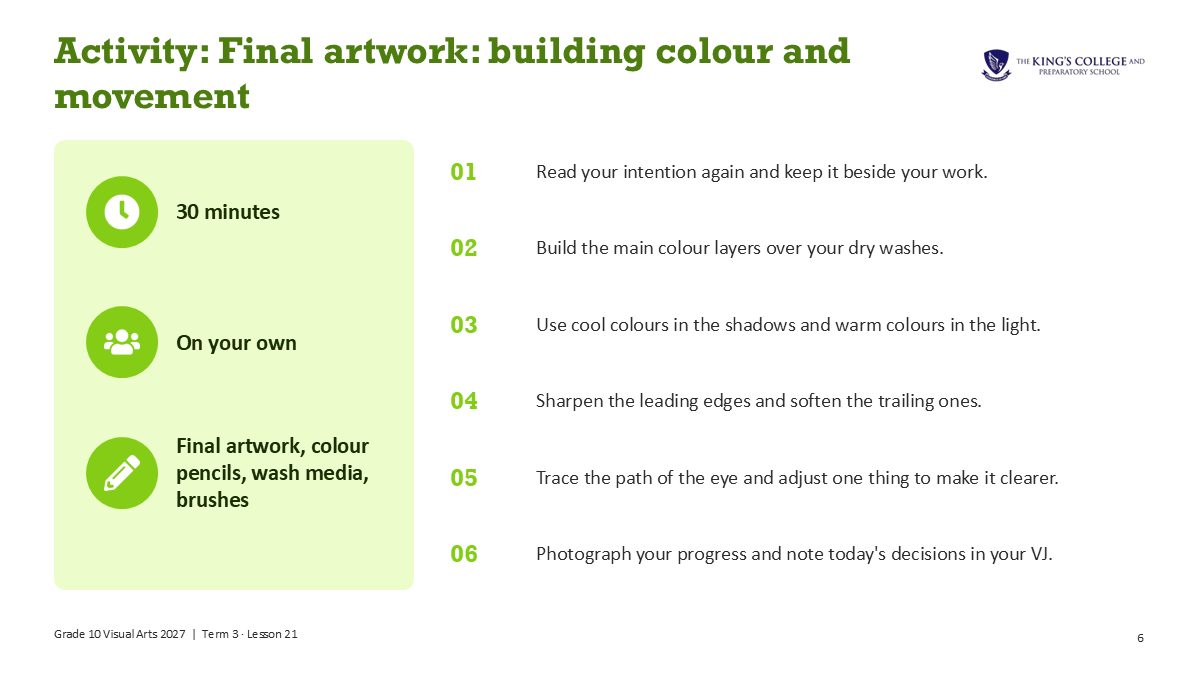 Activity: Final artwork: building colour and
movement
THE KING'S COLLEGE AND
PREPARATORY SCHOOL
30 minutes
On your own
Final artwork, colour
pencils, wash media,
brushes
01 Read your intention again and keep it beside your work.
02 Build the main colour layers over your dry washes.
03 Use cool colours in the shadows and warm colours in the light.
04 Sharpen the leading edges and soften the trailing ones.
05 Trace the path of the eye and adjust one thing to make it clearer.
06 Photograph your progress and note today's decisions in your VJ.
Grade 10 Visual Arts 2027 | Term 3 · Lesson 21
6